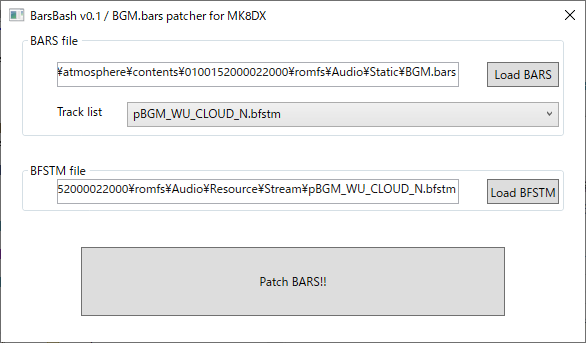 BarsBash v0.1 / BGM.bars patcher for MK8DX
BARS file
¥atmosphere¥contents¥0100152000022000¥romfs¥Audio¥Static¥BGM.bars
Load BARS
Track list
pBGM_WU_CLOUD_N.bfstm
BFSTM file
52000022000¥romfs¥Audio¥Resource¥Stream¥pBGM_WU_CLOUD_N.bfstm
Load BFSTM
Patch BARS!!